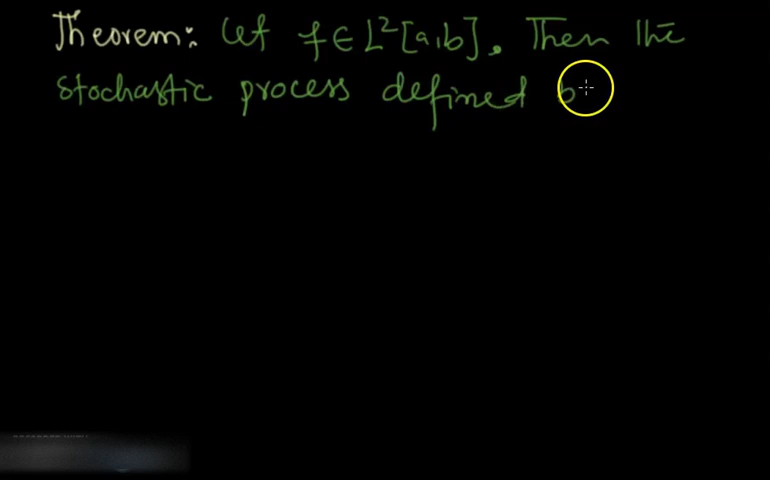 Theorem: Let f ∈ L²[a,b]. Then the
stochastic process defined b